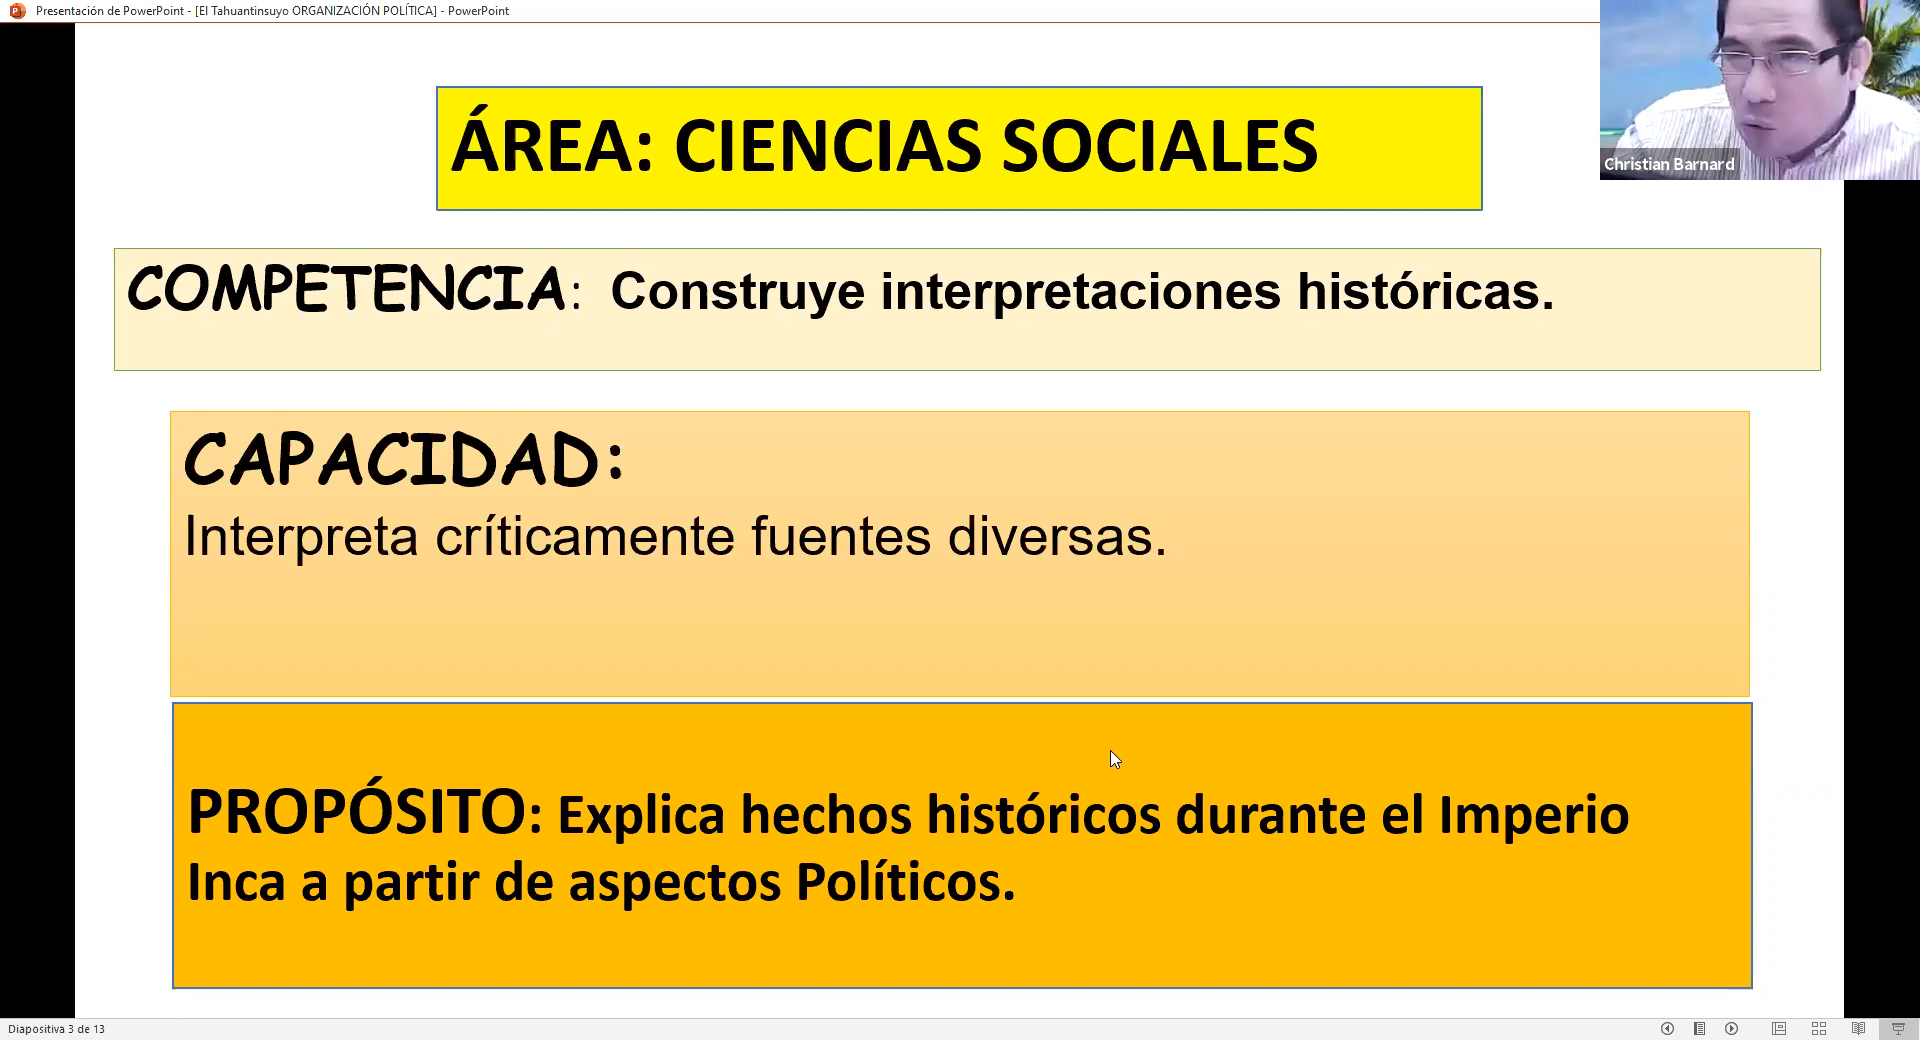 Presentación de PowerPoint - [El Tahuantinsuyo ORGANIZACIÓN POLÍTICA] - PowerPoint
ÁREA: CIENCIAS SOCIALES
Christian Barnard
COMPETENCIA: Construye interpretaciones históricas.
CAPACIDAD:
Interpreta críticamente fuentes diversas.
PROPÓSITO: Explica hechos históricos durante el Imperio
Inca a partir de aspectos Políticos.
Diapositiva 3 de 13